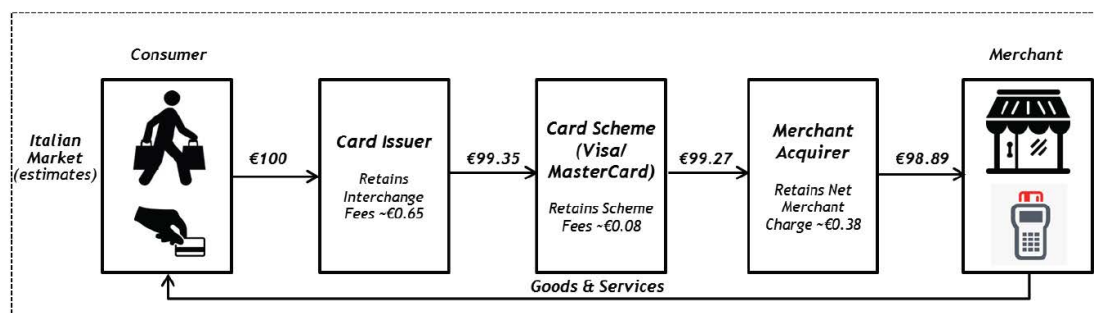 Consumer
Merchant
Italian
Market
(estimates)
€100
Card Issuer
Retains
Interchange
Fees ~€0.65
€99.35
Card Scheme
(Visa/
MasterCard)
Retains Scheme
Fees ~€0.08
€99.27
Merchant
Acquirer
Retains Net
Merchant
Charge ~€0.38
€98.89
Goods & Services